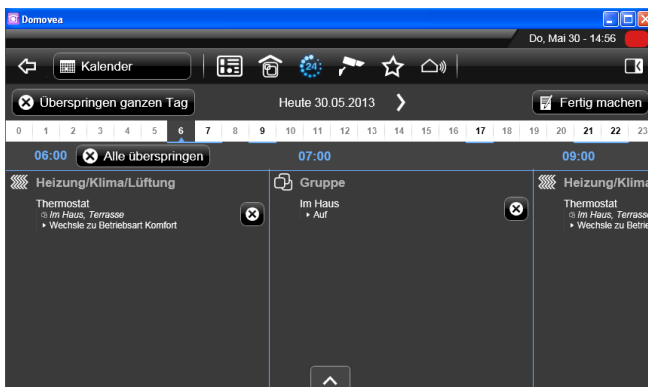 Domovea
Do, Mai 30 - 14:56
Kalender
24
Überspringen ganzen Tag
Heute 30.05.2013
Fertig machen
0 1 2 3 4 5 6 7 8 9 10 11 12 13 14 15 16 17 18 19 20 21 22 23
06:00 Alle überspringen 07:00 09:00
Heizung/Klima/Lüftung
Thermostat
Im Haus, Terrasse
Wechsle zu Betriebsart Komfort
Gruppe
Im Haus
Auf
Heizung/Klima
Thermostat
Im Haus, Terrasse
Wechsle zu Betrie